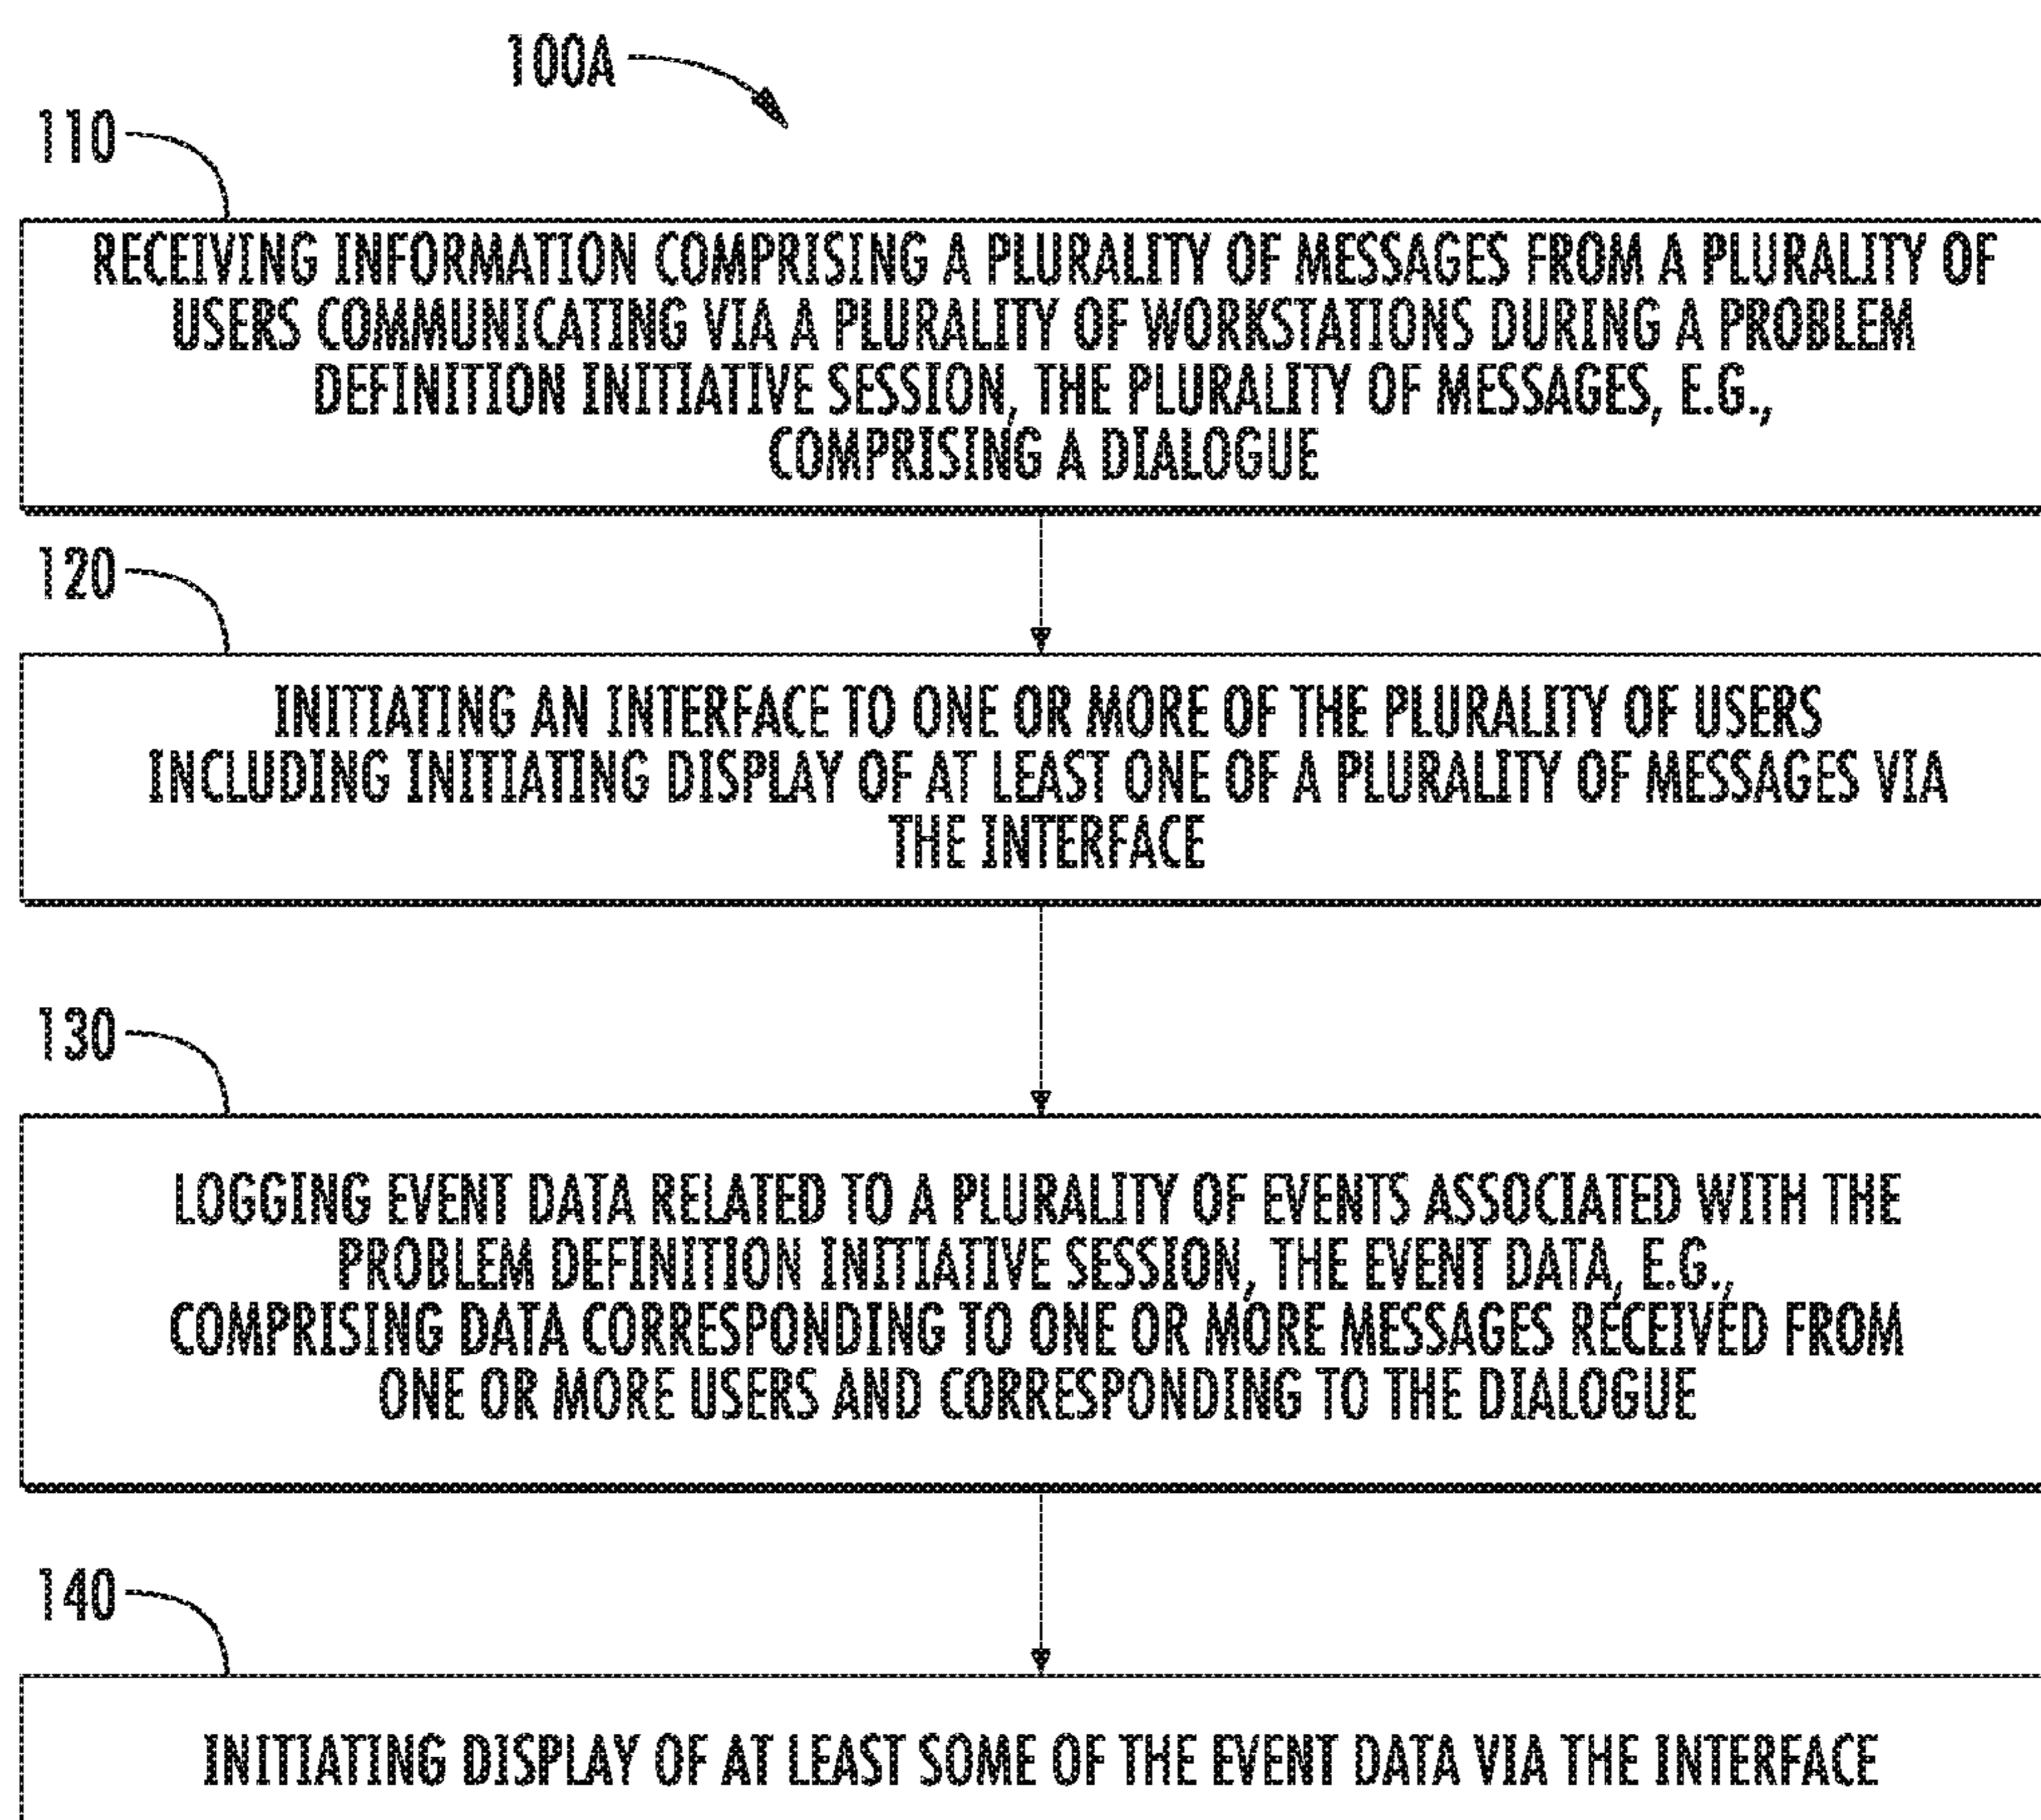 100A
110
RECEIVING INFORMATION COMPRISING A PLURALITY OF MESSAGES FROM A PLURALITY OF
USERS COMMUNICATING VIA A PLURALITY OF WORKSTATIONS DURING A PROBLEM
DEFINITION INITIATIVE SESSION, THE PLURALITY OF MESSAGES, E.G.,
COMPRISING A DIALOGUE
120
INITIATING AN INTERFACE TO ONE OR MORE OF THE PLURALITY OF USERS
INCLUDING INITIATING DISPLAY OF AT LEAST ONE OF A PLURALITY OF MESSAGES VIA
THE INTERFACE
130
LOGGING EVENT DATA RELATED TO A PLURALITY OF EVENTS ASSOCIATED WITH THE
PROBLEM DEFINITION INITIATIVE SESSION, THE EVENT DATA, E.G.,
COMPRISING DATA CORRESPONDING TO ONE OR MORE MESSAGES RECEIVED FROM
ONE OR MORE USERS AND CORRESPONDING TO THE DIALOGUE
140
INITIATING DISPLAY OF AT LEAST SOME OF THE EVENT DATA VIA THE INTERFACE